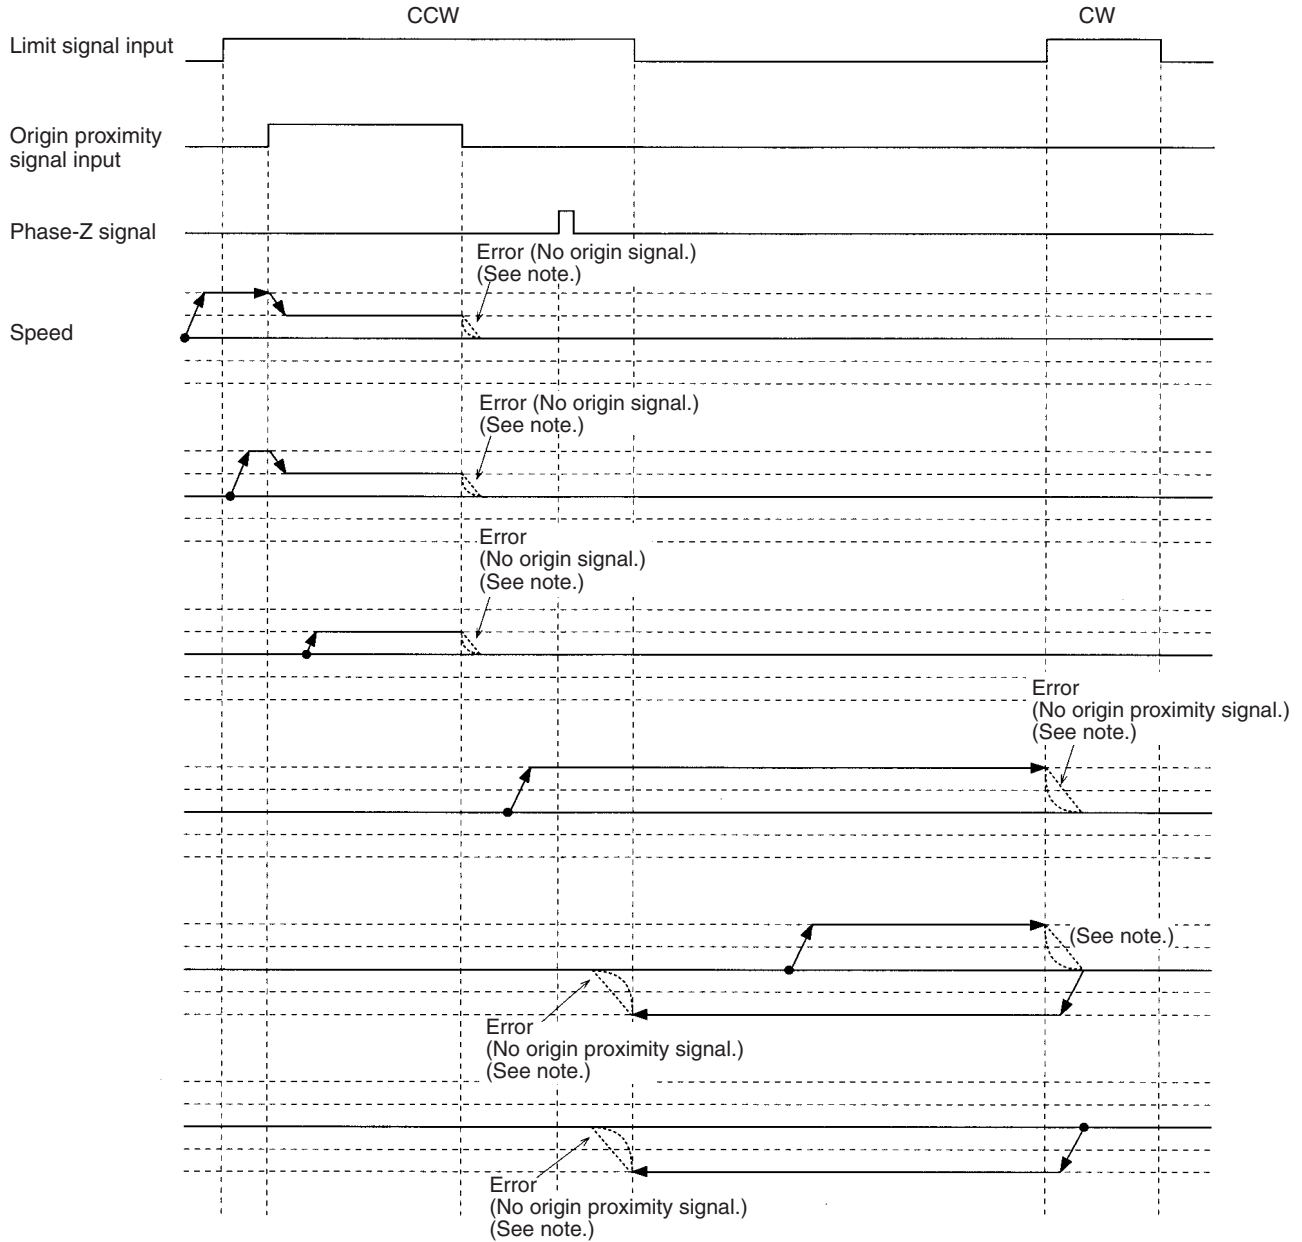 CCW
CW
Limit signal input
Origin proximity
signal input
Phase-Z signal
Error (No origin signal.)
(See note.)
Speed
Error (No origin signal.)
(See note.)
Error
(No origin signal.)
(See note.)
Error
(No origin proximity signal.)
(See note.)
(See note.)
Error
(No origin proximity signal.)
(See note.)
Error
(No origin proximity signal.)
(See note.)